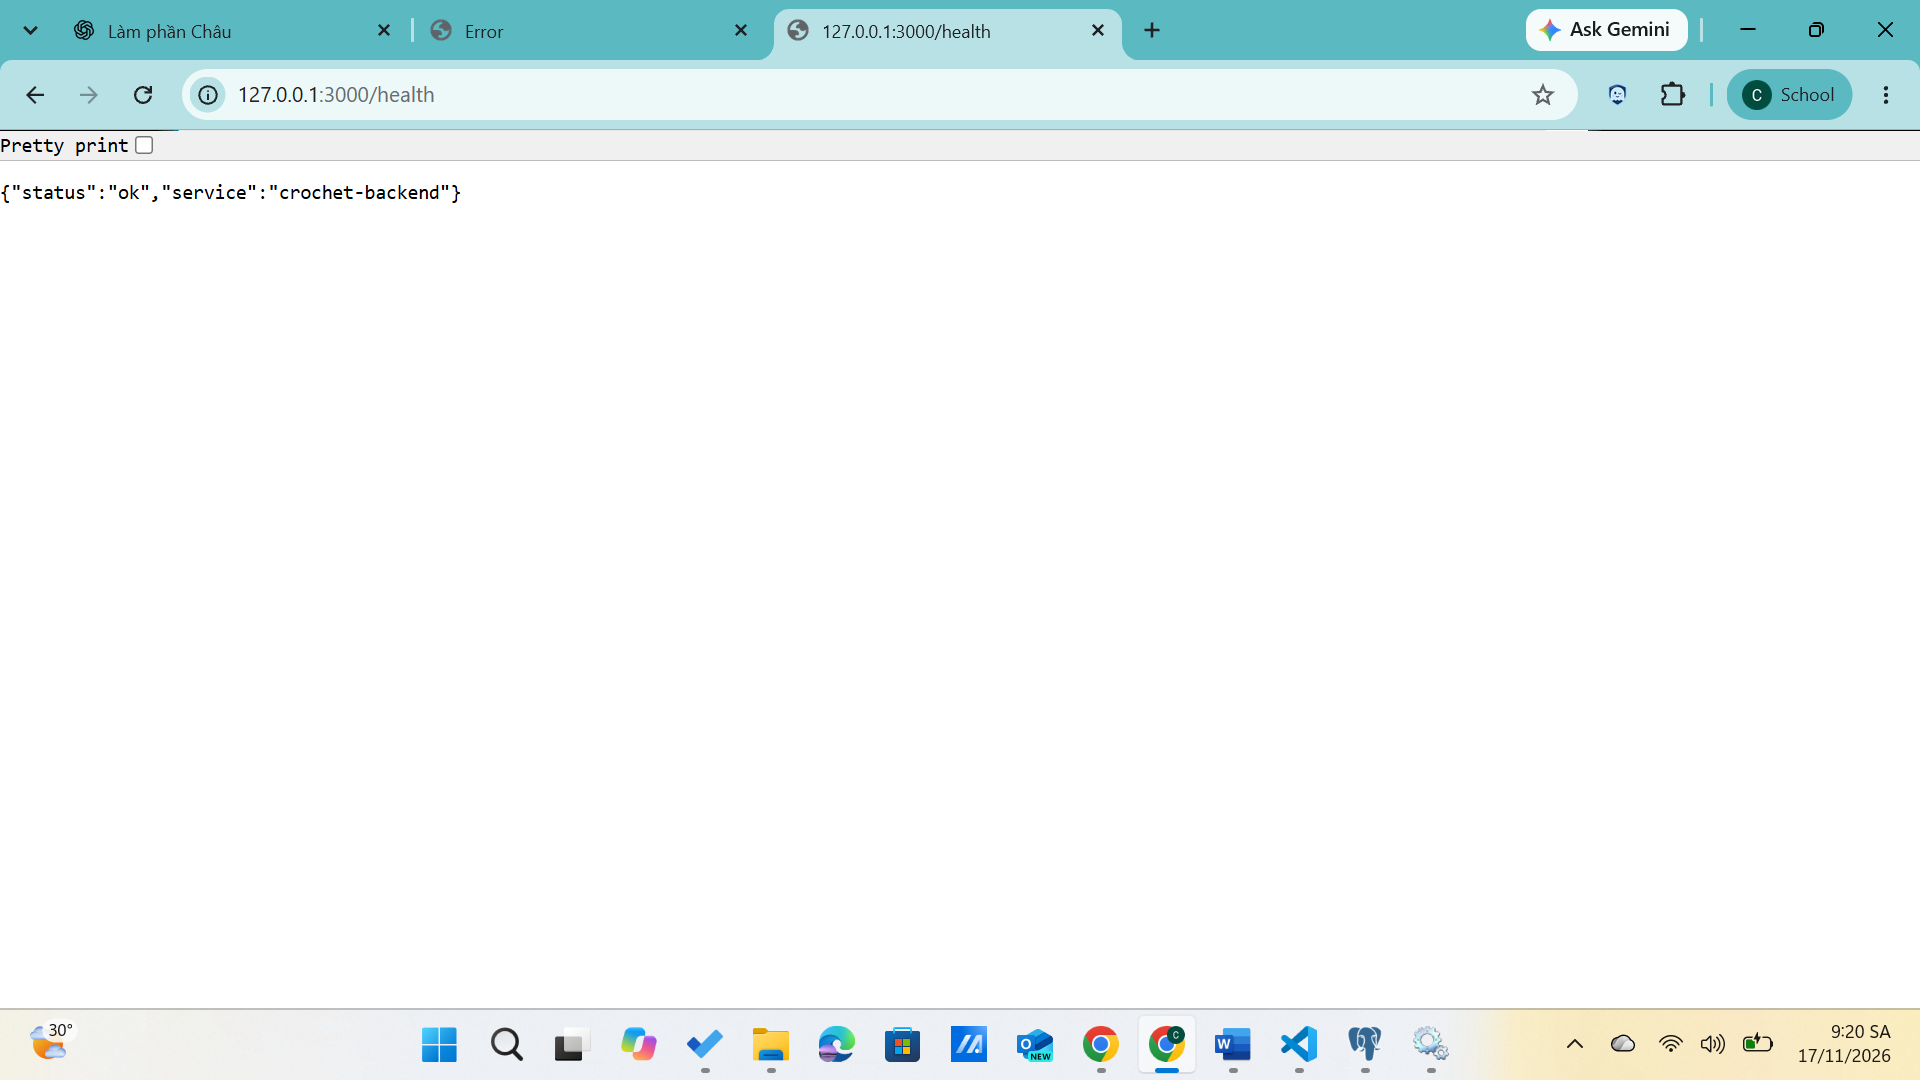 Làm phần Châu
Error
127.0.0.1:3000/health
Ask Gemini
127.0.0.1:3000/health
C
School
Pretty print
{"status":"ok","service":"crochet-backend"}
30°
NEW
C
W
9:20 SA
17/11/2026